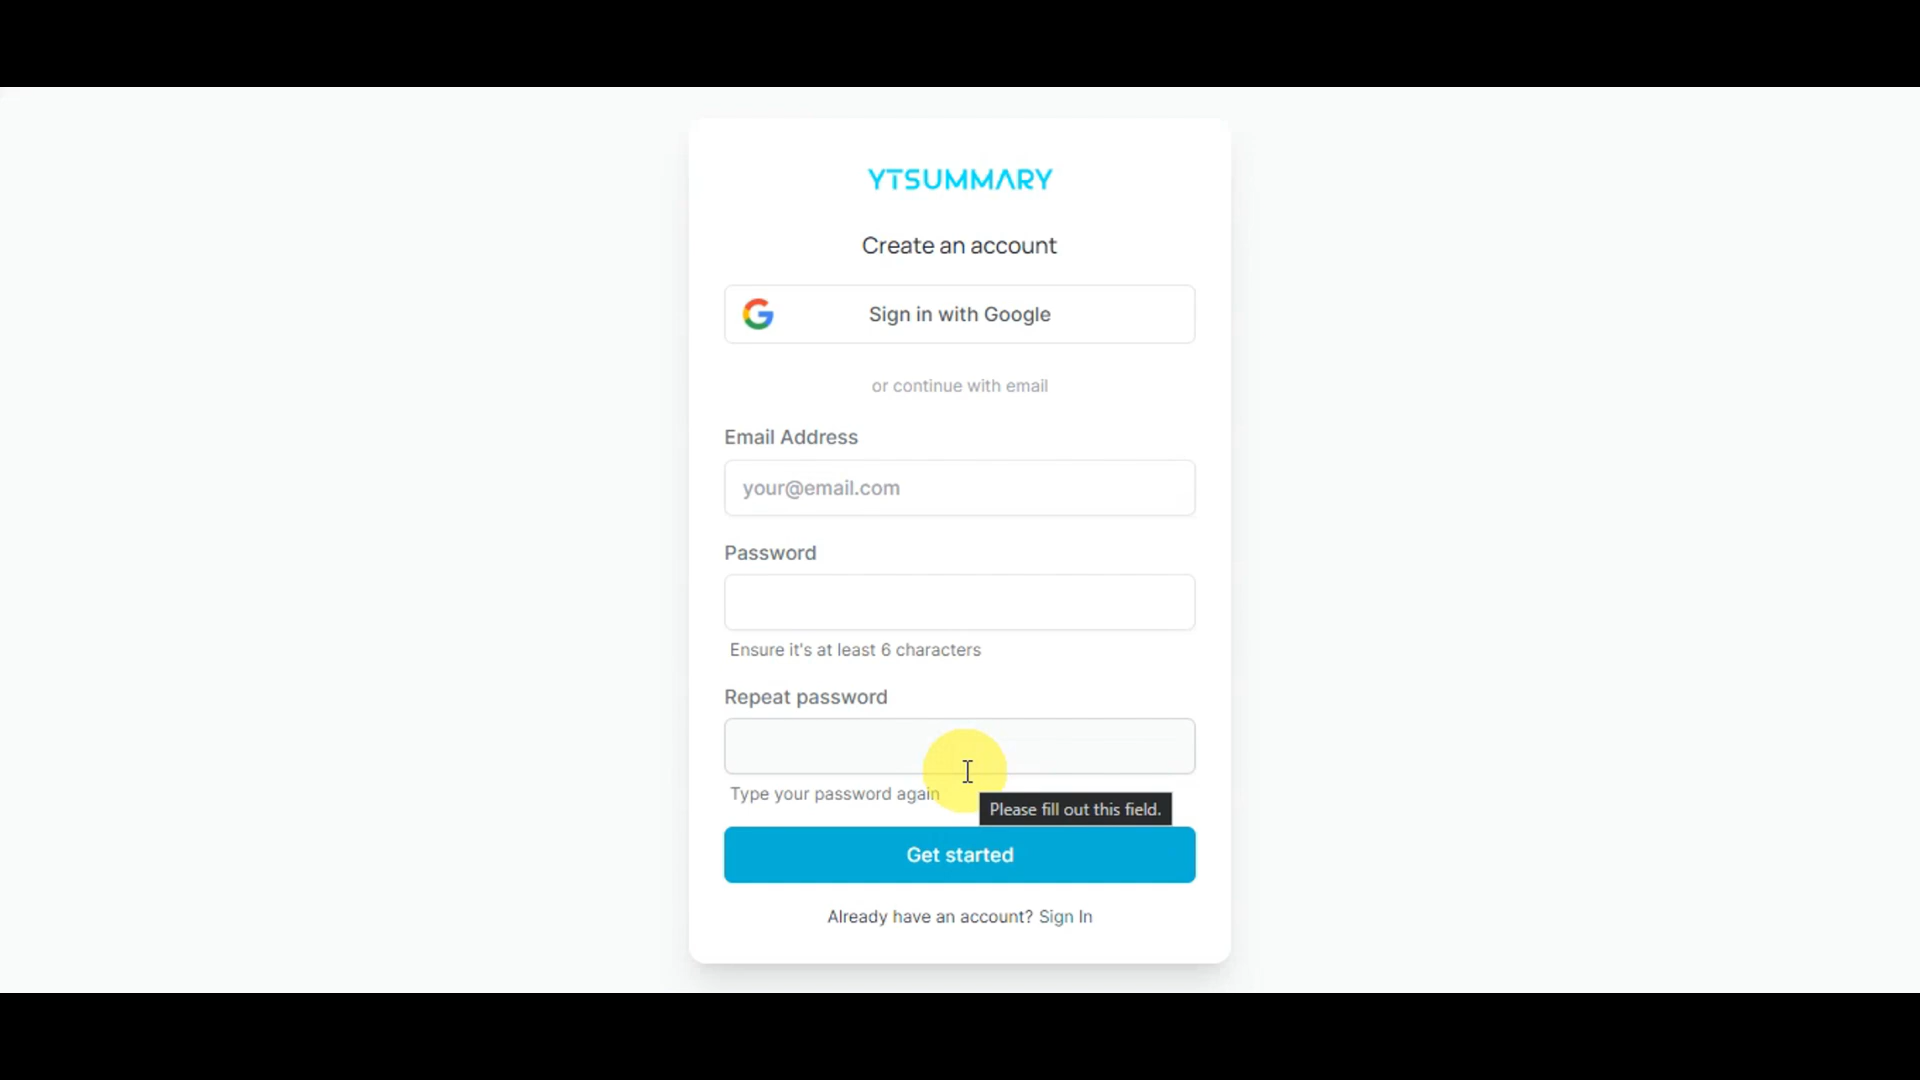 YTSUMMARY
Create an account
Sign in with Google
or continue with email
Email Address
your@email.com
Password
Ensure it's at least 6 characters
Repeat password
Type your password again
Please fill out this field.
Get started
Already have an account? Sign In